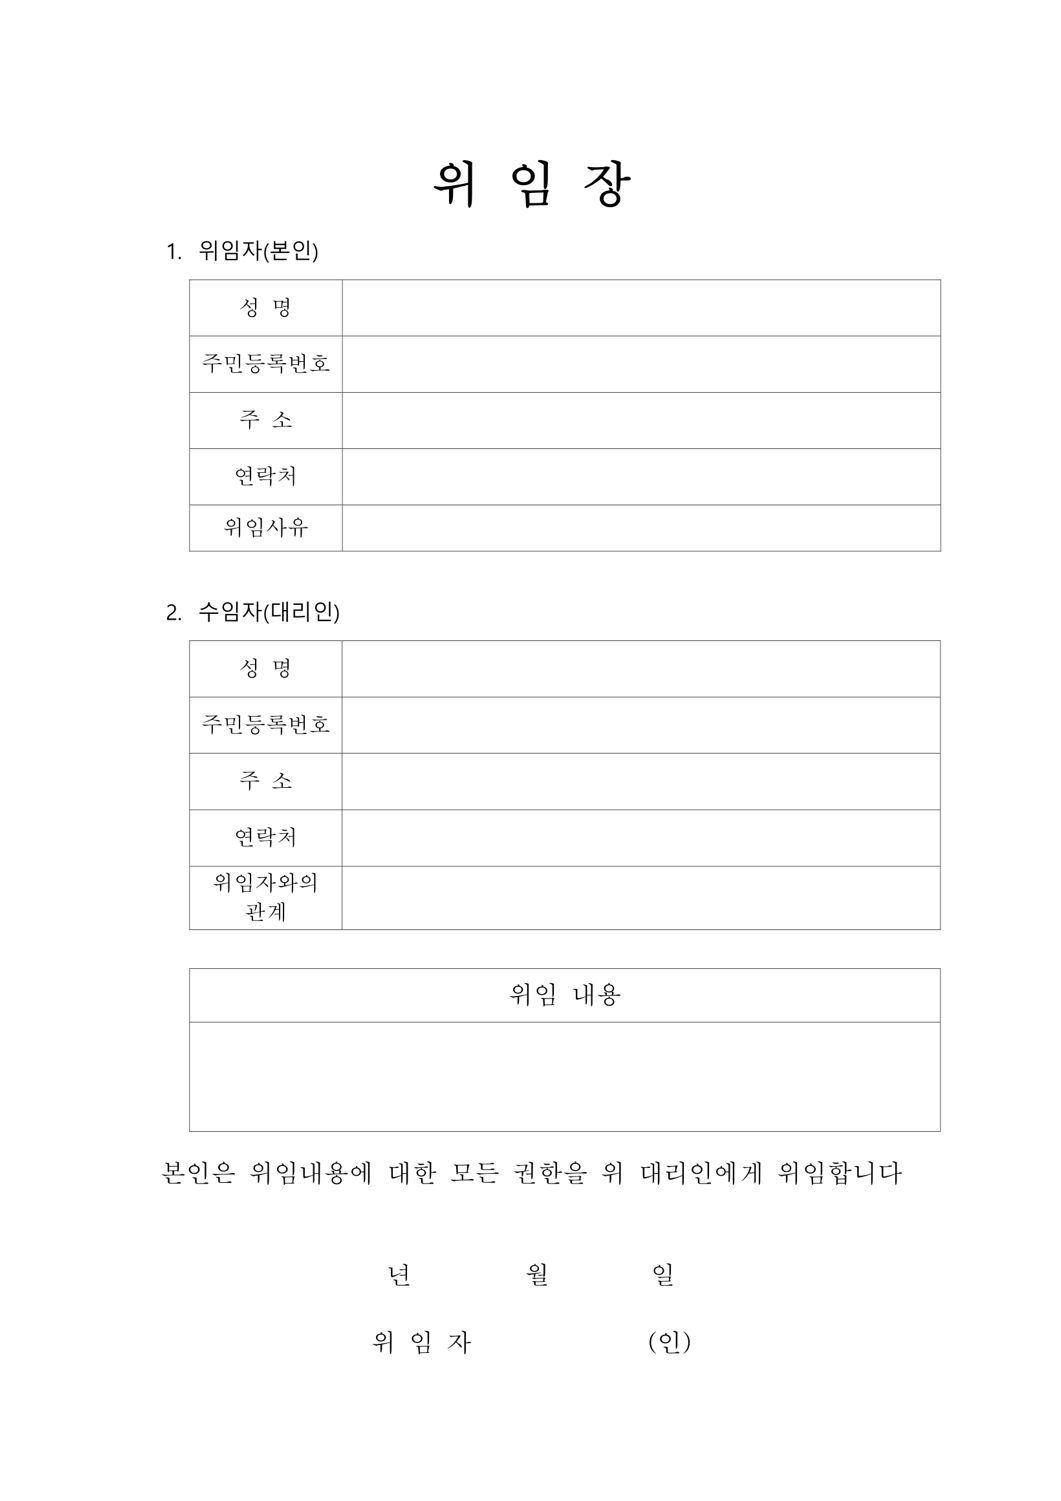 위 임 장
1. 위임자(본인)
성 명
주민등록번호
주 소
연락처
위임사유
2. 수임자(대리인)
성 명
주민등록번호
주 소
연락처
위임자와의
관계
위임 내용
본인은 위임내용에 대한 모든 권한을 위 대리인에게 위임합니다
년 월 일
위 임 자 (인)